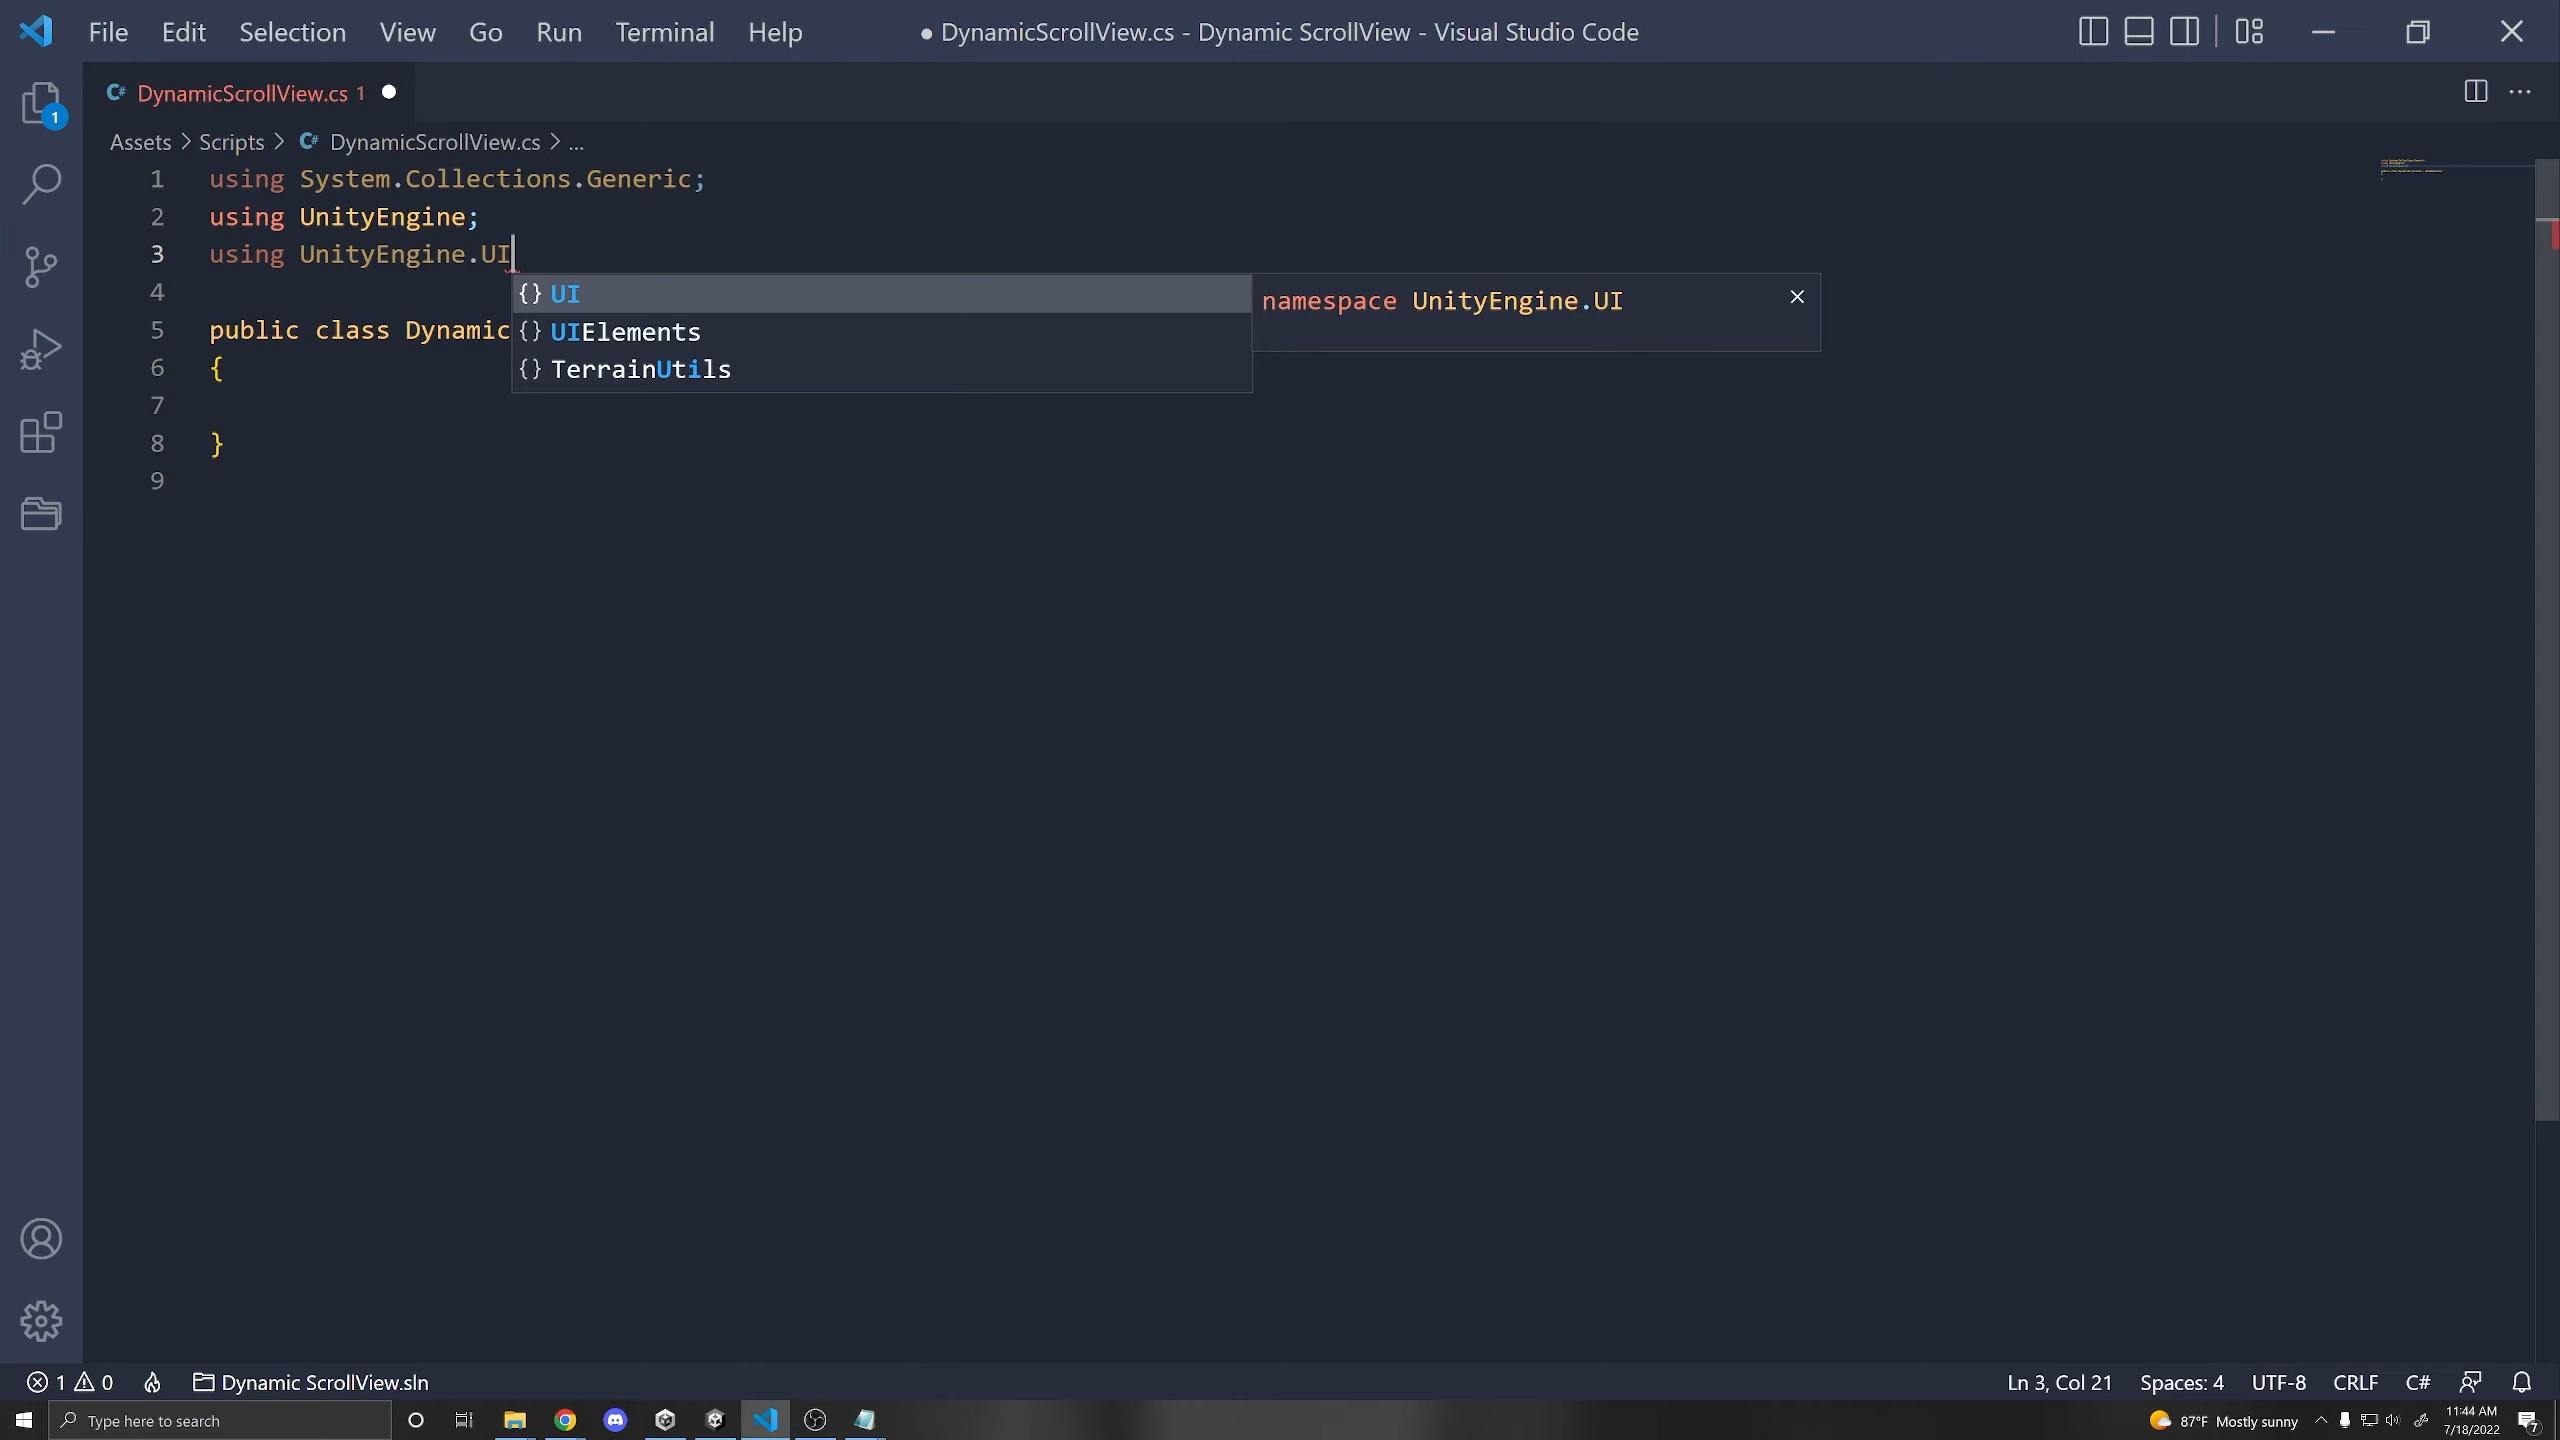 File Edit Selection View Go Run Terminal Help
● DynamicScrollView.cs - Dynamic ScrollView - Visual Studio Code
C# DynamicScrollView.cs 1
Assets > Scripts > C# DynamicScrollView.cs > ...
1 using System.Collections.Generic;
2 using UnityEngine;
3 using UnityEngine.UI
4
5 public class Dynamic
6 {
7
8 }
9
{} UI
{} UIElements
{} TerrainUtils
namespace UnityEngine.UI
1
1 0
Dynamic ScrollView.sln
Ln 3, Col 21 Spaces: 4 UTF-8 CRLF C#
Type here to search
87°F Mostly sunny
11:44 AM
7/18/2022
7